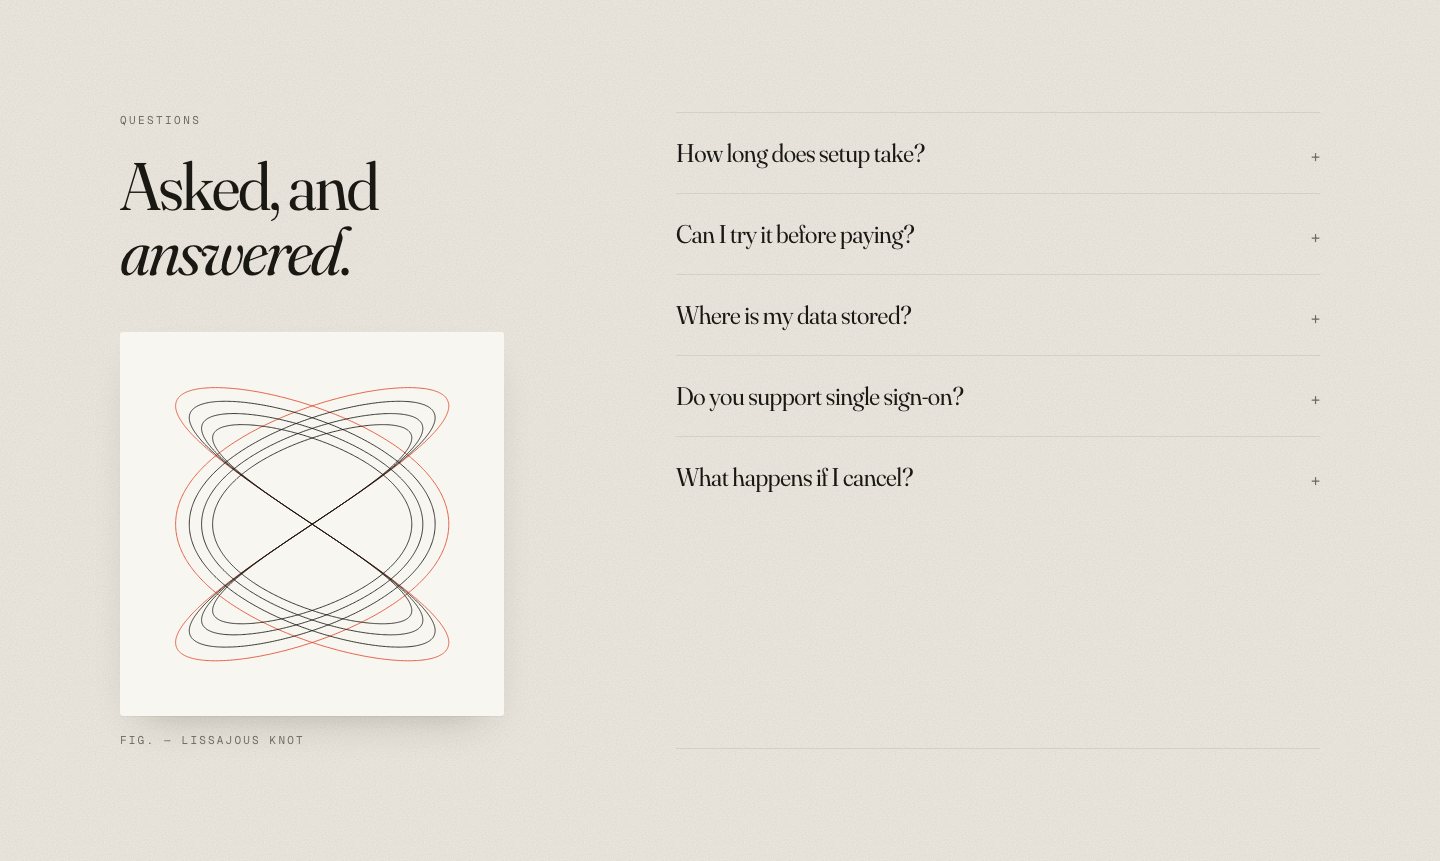 QUESTIONS
Asked, and
answered.
FIG. — LISSAJOUS KNOT
How long does setup take?
+
Can I try it before paying?
+
Where is my data stored?
+
Do you support single sign-on?
+
What happens if I cancel?
+